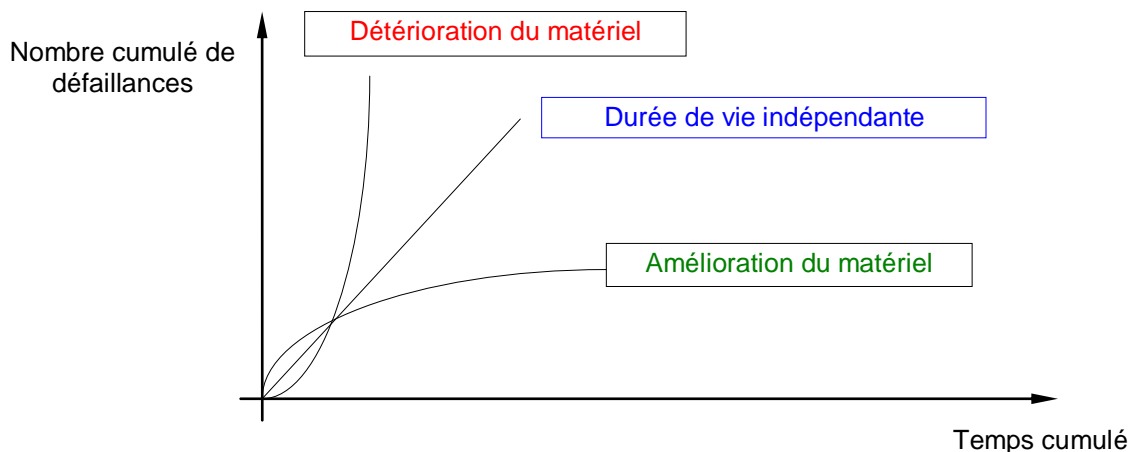 Nombre cumulé de
défaillances
Détérioration du matériel
Durée de vie indépendante
Amélioration du matériel
Temps cumulé